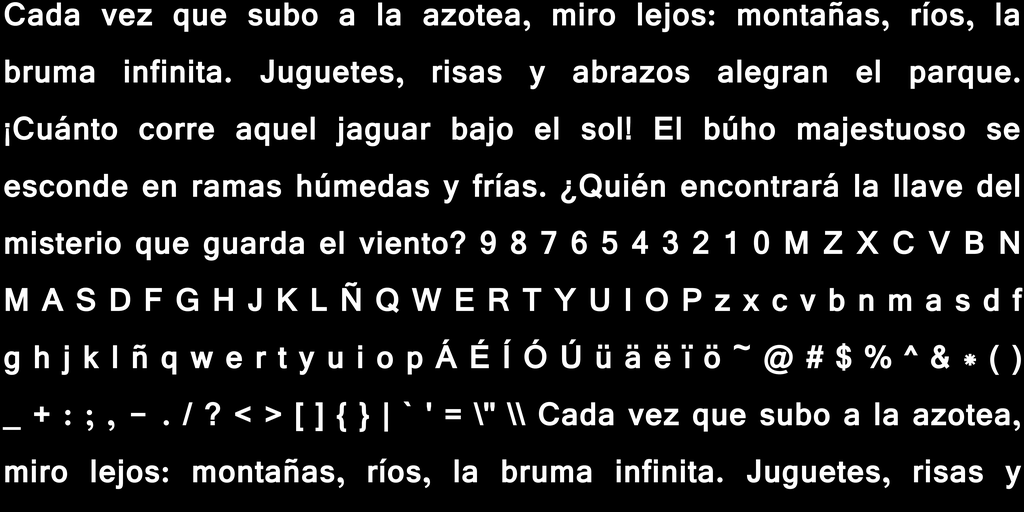 Cada vez que subo a la azotea, miro lejos: montañas, ríos, la
bruma infinita. Juguetes, risas y abrazos alegran el parque.
¡Cuánto corre aquel jaguar bajo el sol! El búho majestuoso se
esconde en ramas húmedas y frías. ¿Quién encontrará la llave del
misterio que guarda el viento? 9 8 7 6 5 4 3 2 1 0 M Z X C V B N
M A S D F G H J K L Ñ Q W E R T Y U I O P z x c v b n m a s d f
g h j k l ñ q w e r t y u i o p Á É Í Ó Ú ü ä ë ï ö ~ @ # $ % ^ & * ( )
_ + : ; , - . / ? < > [ ] { } | ` ' = \" \\ Cada vez que subo a la azotea,
miro lejos: montañas, ríos, la bruma infinita. Juguetes, risas y